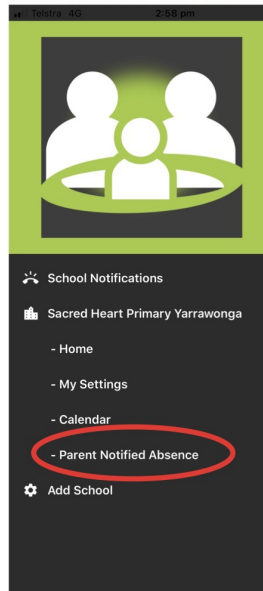 Telstra 4G 2:58 pm
School Notifications
Sacred Heart Primary Yarrawonga
- Home
- My Settings
- Calendar
- Parent Notified Absence
Add School